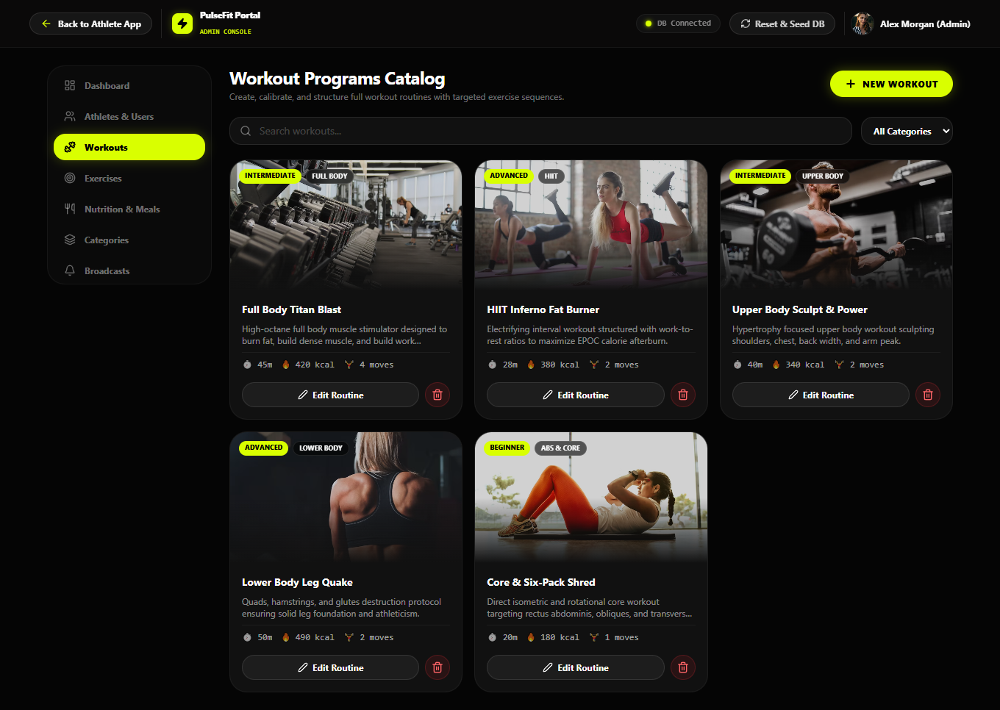 Back to Athlete App
PulseFit Portal
ADMIN CONSOLE
DB Connected
Reset & Seed DB
Alex Morgan (Admin)
Dashboard
Athletes & Users
Workouts
Exercises
Nutrition & Meals
Categories
Broadcasts
Workout Programs Catalog
Create, calibrate, and structure full workout routines with targeted exercise sequences.
NEW WORKOUT
Search workouts...
All Categories
INTERMEDIATE
FULL BODY
Full Body Titan Blast
High-octane full body muscle stimulator designed to
burn fat, build dense muscle, and build work...
45m 420 kcal 4 moves
Edit Routine
ADVANCED
HIIT
HIIT Inferno Fat Burner
Electrifying interval workout structured with work-to-
rest ratios to maximize EPOC calorie afterburn.
28m 380 kcal 2 moves
Edit Routine
INTERMEDIATE
UPPER BODY
Upper Body Sculpt & Power
Hypertrophy focused upper body workout sculpting
shoulders, chest, back width, and arm peak.
40m 340 kcal 2 moves
Edit Routine
ADVANCED
LOWER BODY
Lower Body Leg Quake
Quads, hamstrings, and glutes destruction protocol
ensuring solid leg foundation and athleticism.
50m 490 kcal 2 moves
Edit Routine
BEGINNER
ABS & CORE
Core & Six-Pack Shred
Direct isometric and rotational core workout
targeting rectus abdominis, obliques, and transvers...
20m 180 kcal 1 moves
Edit Routine